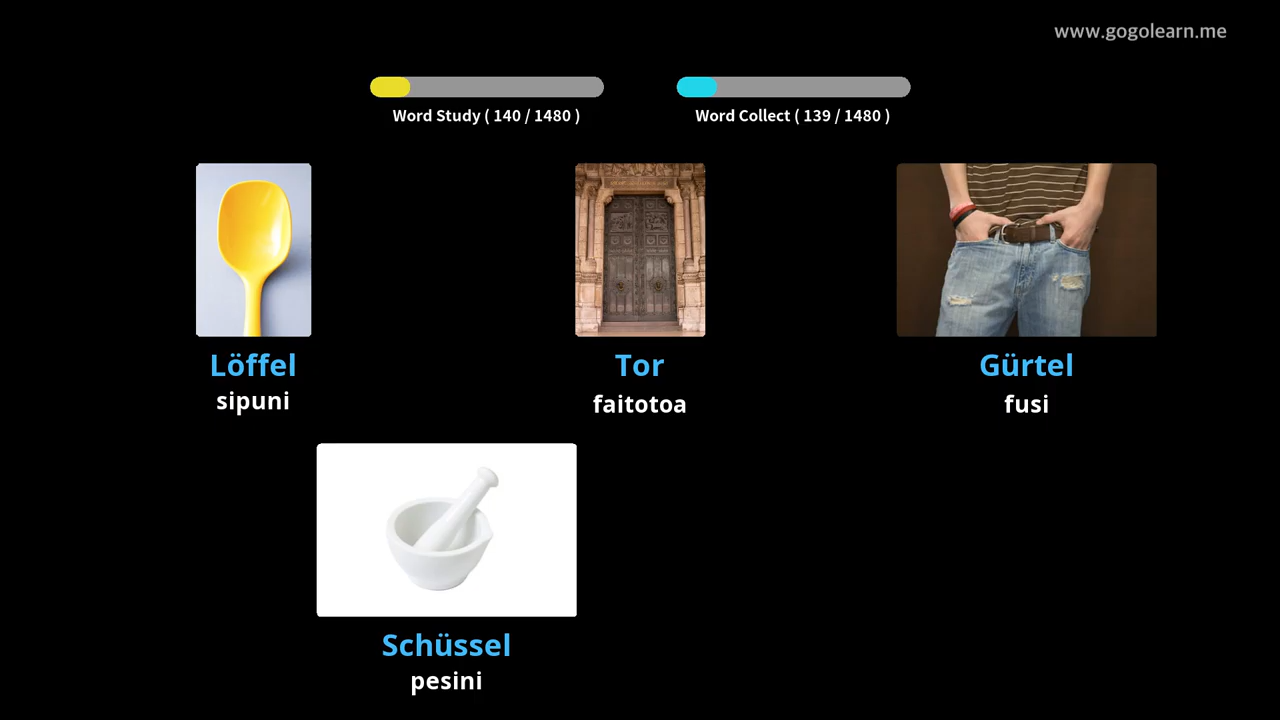 www.gogolearn.me
Word Study ( 140 / 1480 )
Word Collect ( 139 / 1480 )
Löffel
sipuni
Tor
faitotoa
Gürtel
fusi
Schüssel
pesini